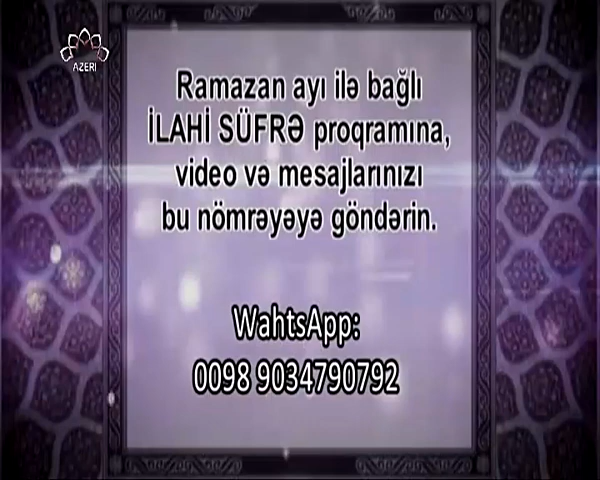 AZERI
Ramazan ayı ilə bağlı
İLAHİ SÜFRƏ proqramına,
video və mesajlarınızı
bu nömrəyəyə göndərin.
WahtsApp:
0098 9034790792